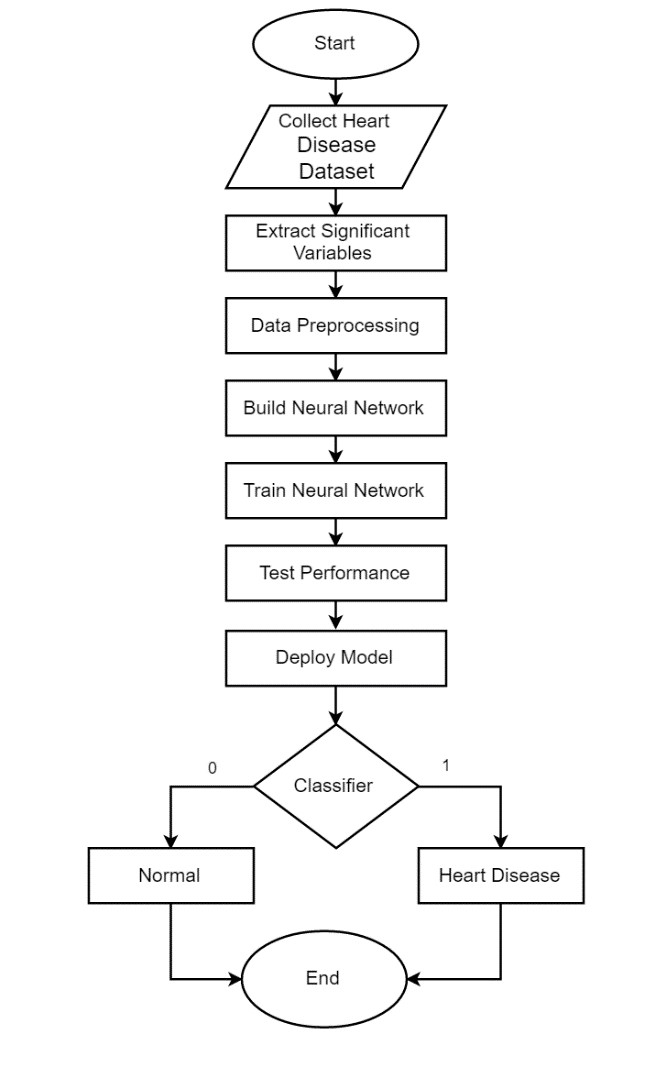 Start
Collect Heart
Disease
Dataset
Extract Significant
Variables
Data Preprocessing
Build Neural Network
Train Neural Network
Test Performance
Deploy Model
Classifier
0
1
Normal
Heart Disease
End